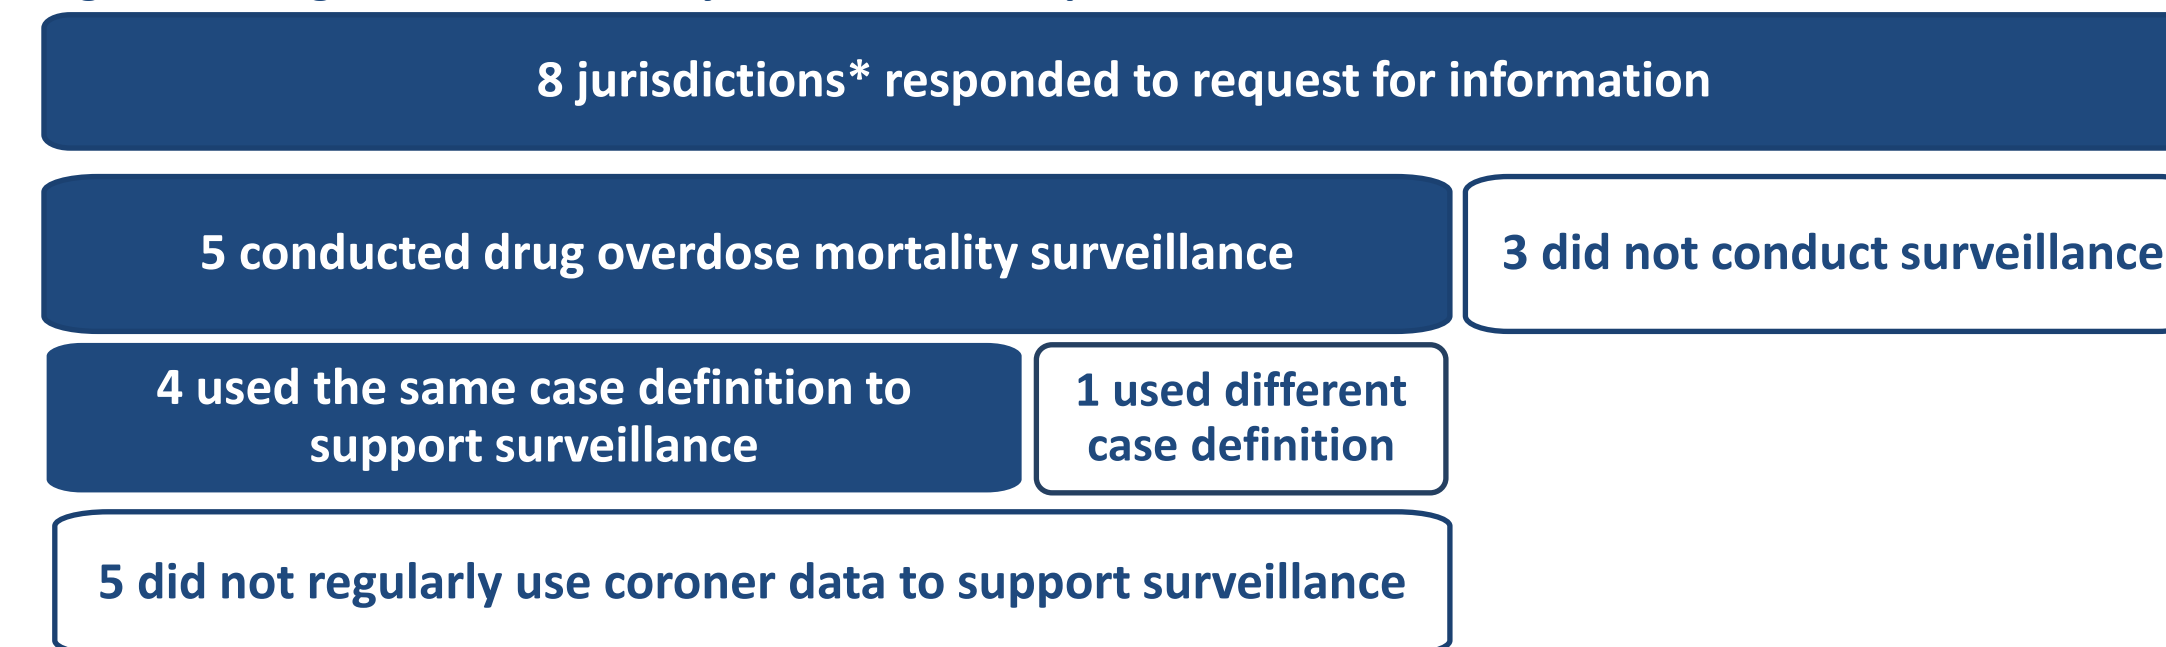 8 jurisdictions* responded to request for information
5 conducted drug overdose mortality surveillance
3 did not conduct surveillance
4 used the same case definition to
support surveillance
1 used different
case definition
5 did not regularly use coroner data to support surveillance